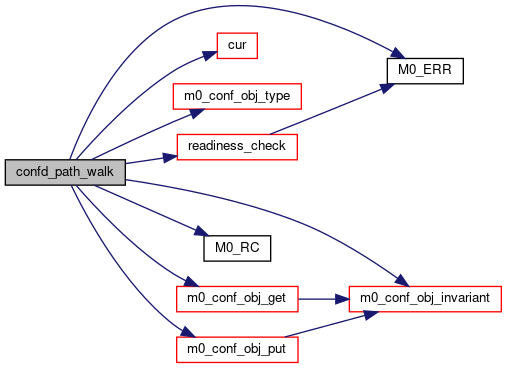 cur
M0_ERR
m0_conf_obj_type
readiness_check
confd_path_walk
M0_RC
m0_conf_obj_get
m0_conf_obj_invariant
m0_conf_obj_put